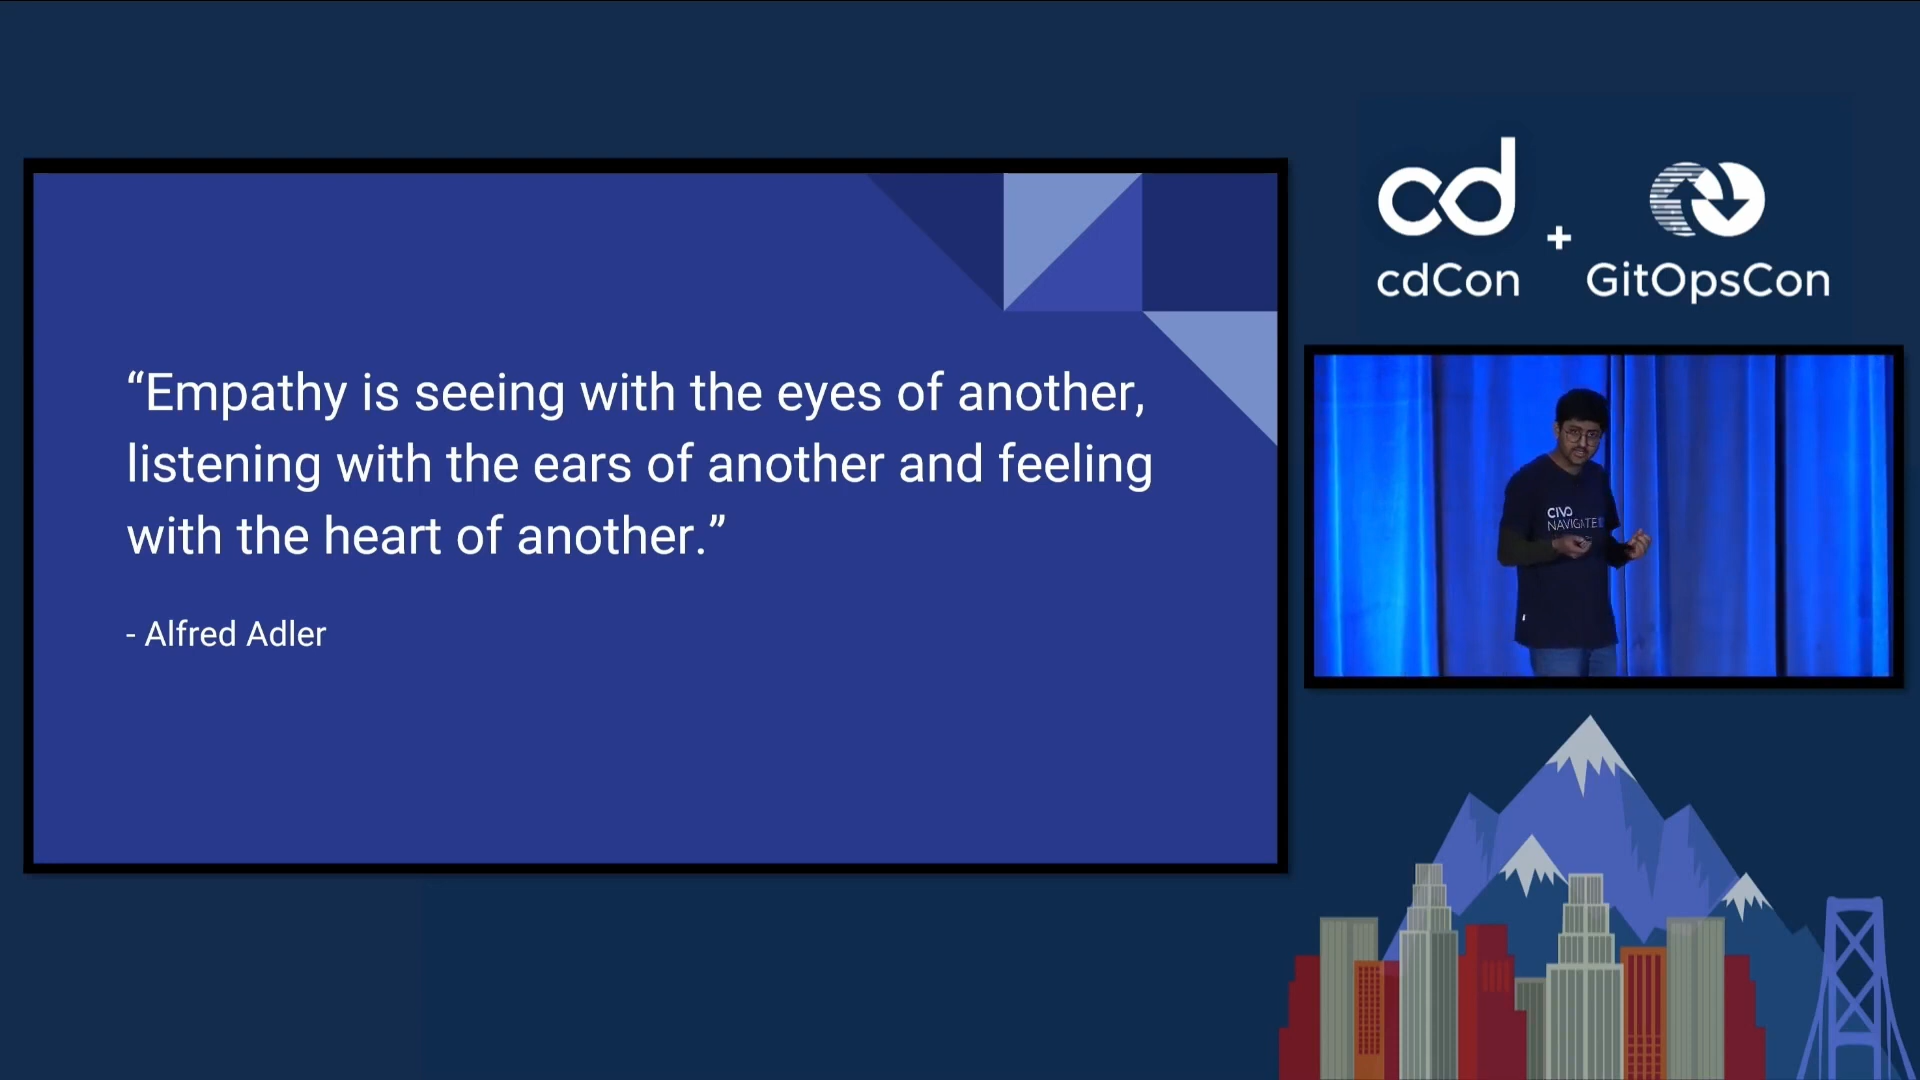 “Empathy is seeing with the eyes of another,
listening with the ears of another and feeling
with the heart of another.”
- Alfred Adler
cd
cdCon
+
GitOpsCon
CIVO
NAVIGATE